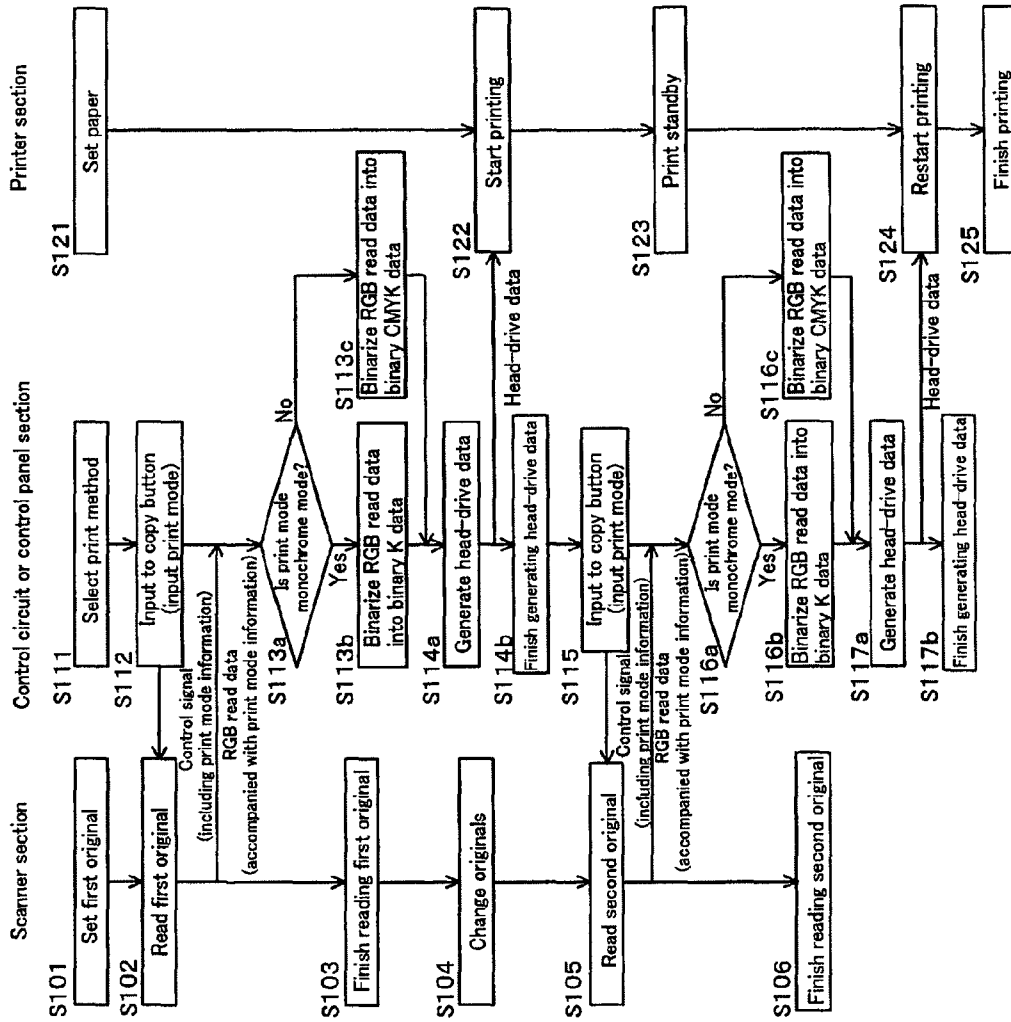 Scanner section
S101
Set first original
S102
Read first original
Control signal
(including print mode information)
RGB read data
(accompanied with print mode information)
S103
Finish reading first original
S104
Change originals
S105
Read second original
Control signal
(including print mode information)
RGB read data
(accompanied with print mode information)
S106
Finish reading second original
Control circuit or control panel section
S111
Select print method
S112
Input to copy button
(input print mode)
S113a
Is print mode
monochrome mode?
No
Yes
S113b
Binarize RGB read data
into binary K data
S113c
Binarize RGB read data into
binary CMYK data
S114a
Generate head-drive data
Head-drive data
S114b
Finish generating head-drive data
S115
Input to copy button
(input print mode)
S116a
Is print mode
monochrome mode?
No
Yes
S116b
Binarize RGB read data into
binary K data
S116c
Binarize RGB read data into
binary CMYK data
S117a
Generate head-drive data
Head-drive data
S117b
Finish generating head-drive data
Printer section
S121
Set paper
S122
Start printing
S123
Print standby
S124
Restart printing
S125
Finish printing